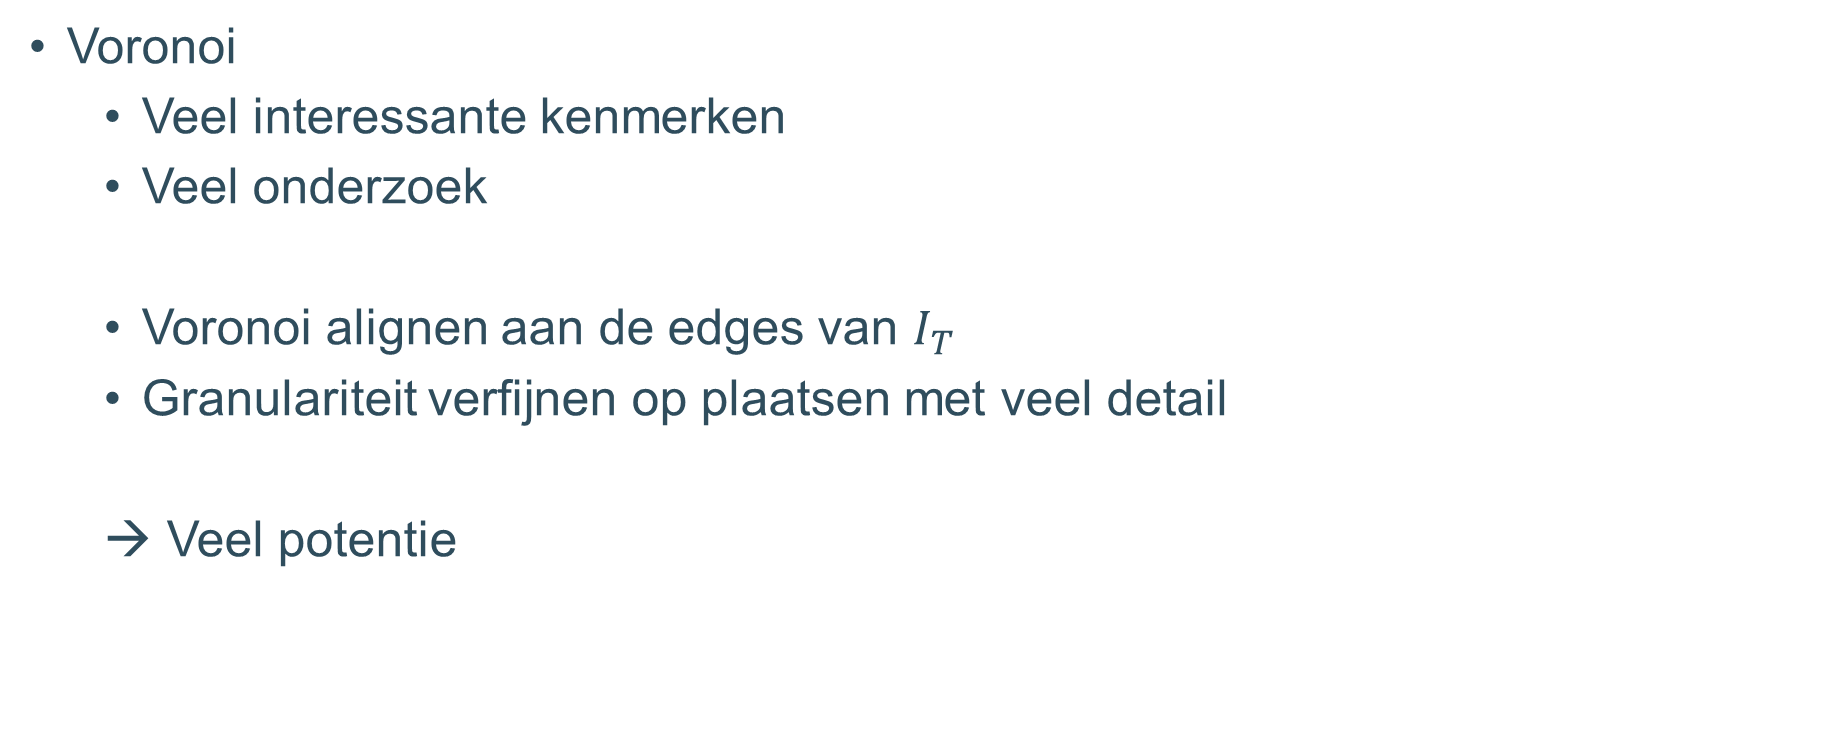 • Voronoi
• Veel interessante kenmerken
• Veel onderzoek
• Voronoi alignen aan de edges van I_T
• Granulariteit verfijnen op plaatsen met veel detail
→ Veel potentie